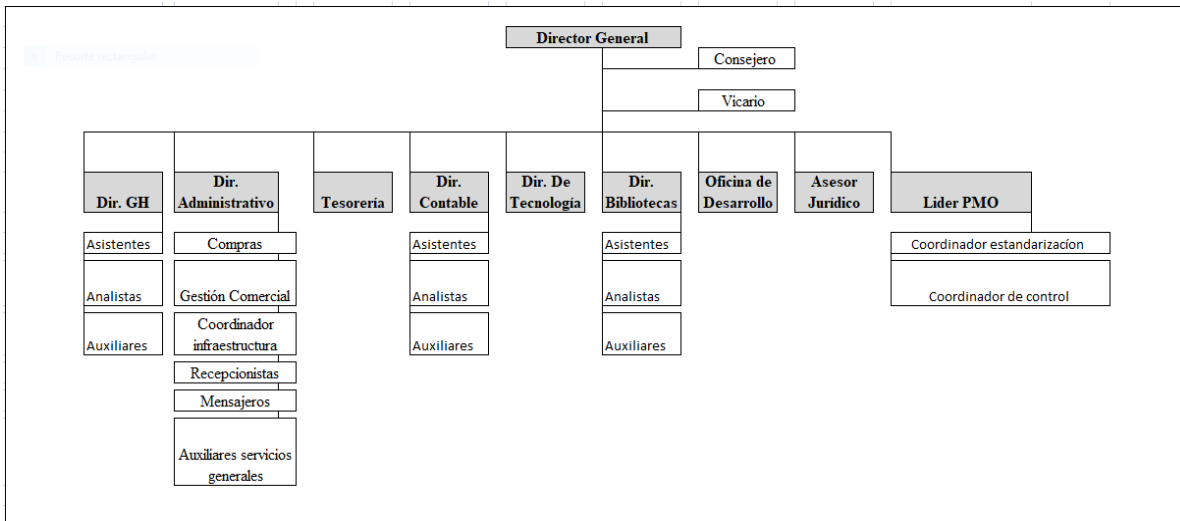 Director General
Consejero
Vicario
Dir. GH
Dir.
Administrativo
Tesorería
Dir.
Contable
Dir. De
Tecnología
Dir.
Bibliotecas
Oficina de
Desarrollo
Asesor
Jurídico
Lider PMO
Asistentes
Compras
Asistentes
Asistentes
Coordinador estandarizacíon
Analistas
Gestión Comercial
Analistas
Analistas
Coordinador de control
Auxiliares
Coordinador
infraestructura
Auxiliares
Auxiliares
Recepcionistas
Mensajeros
Auxiliares servicios
generales